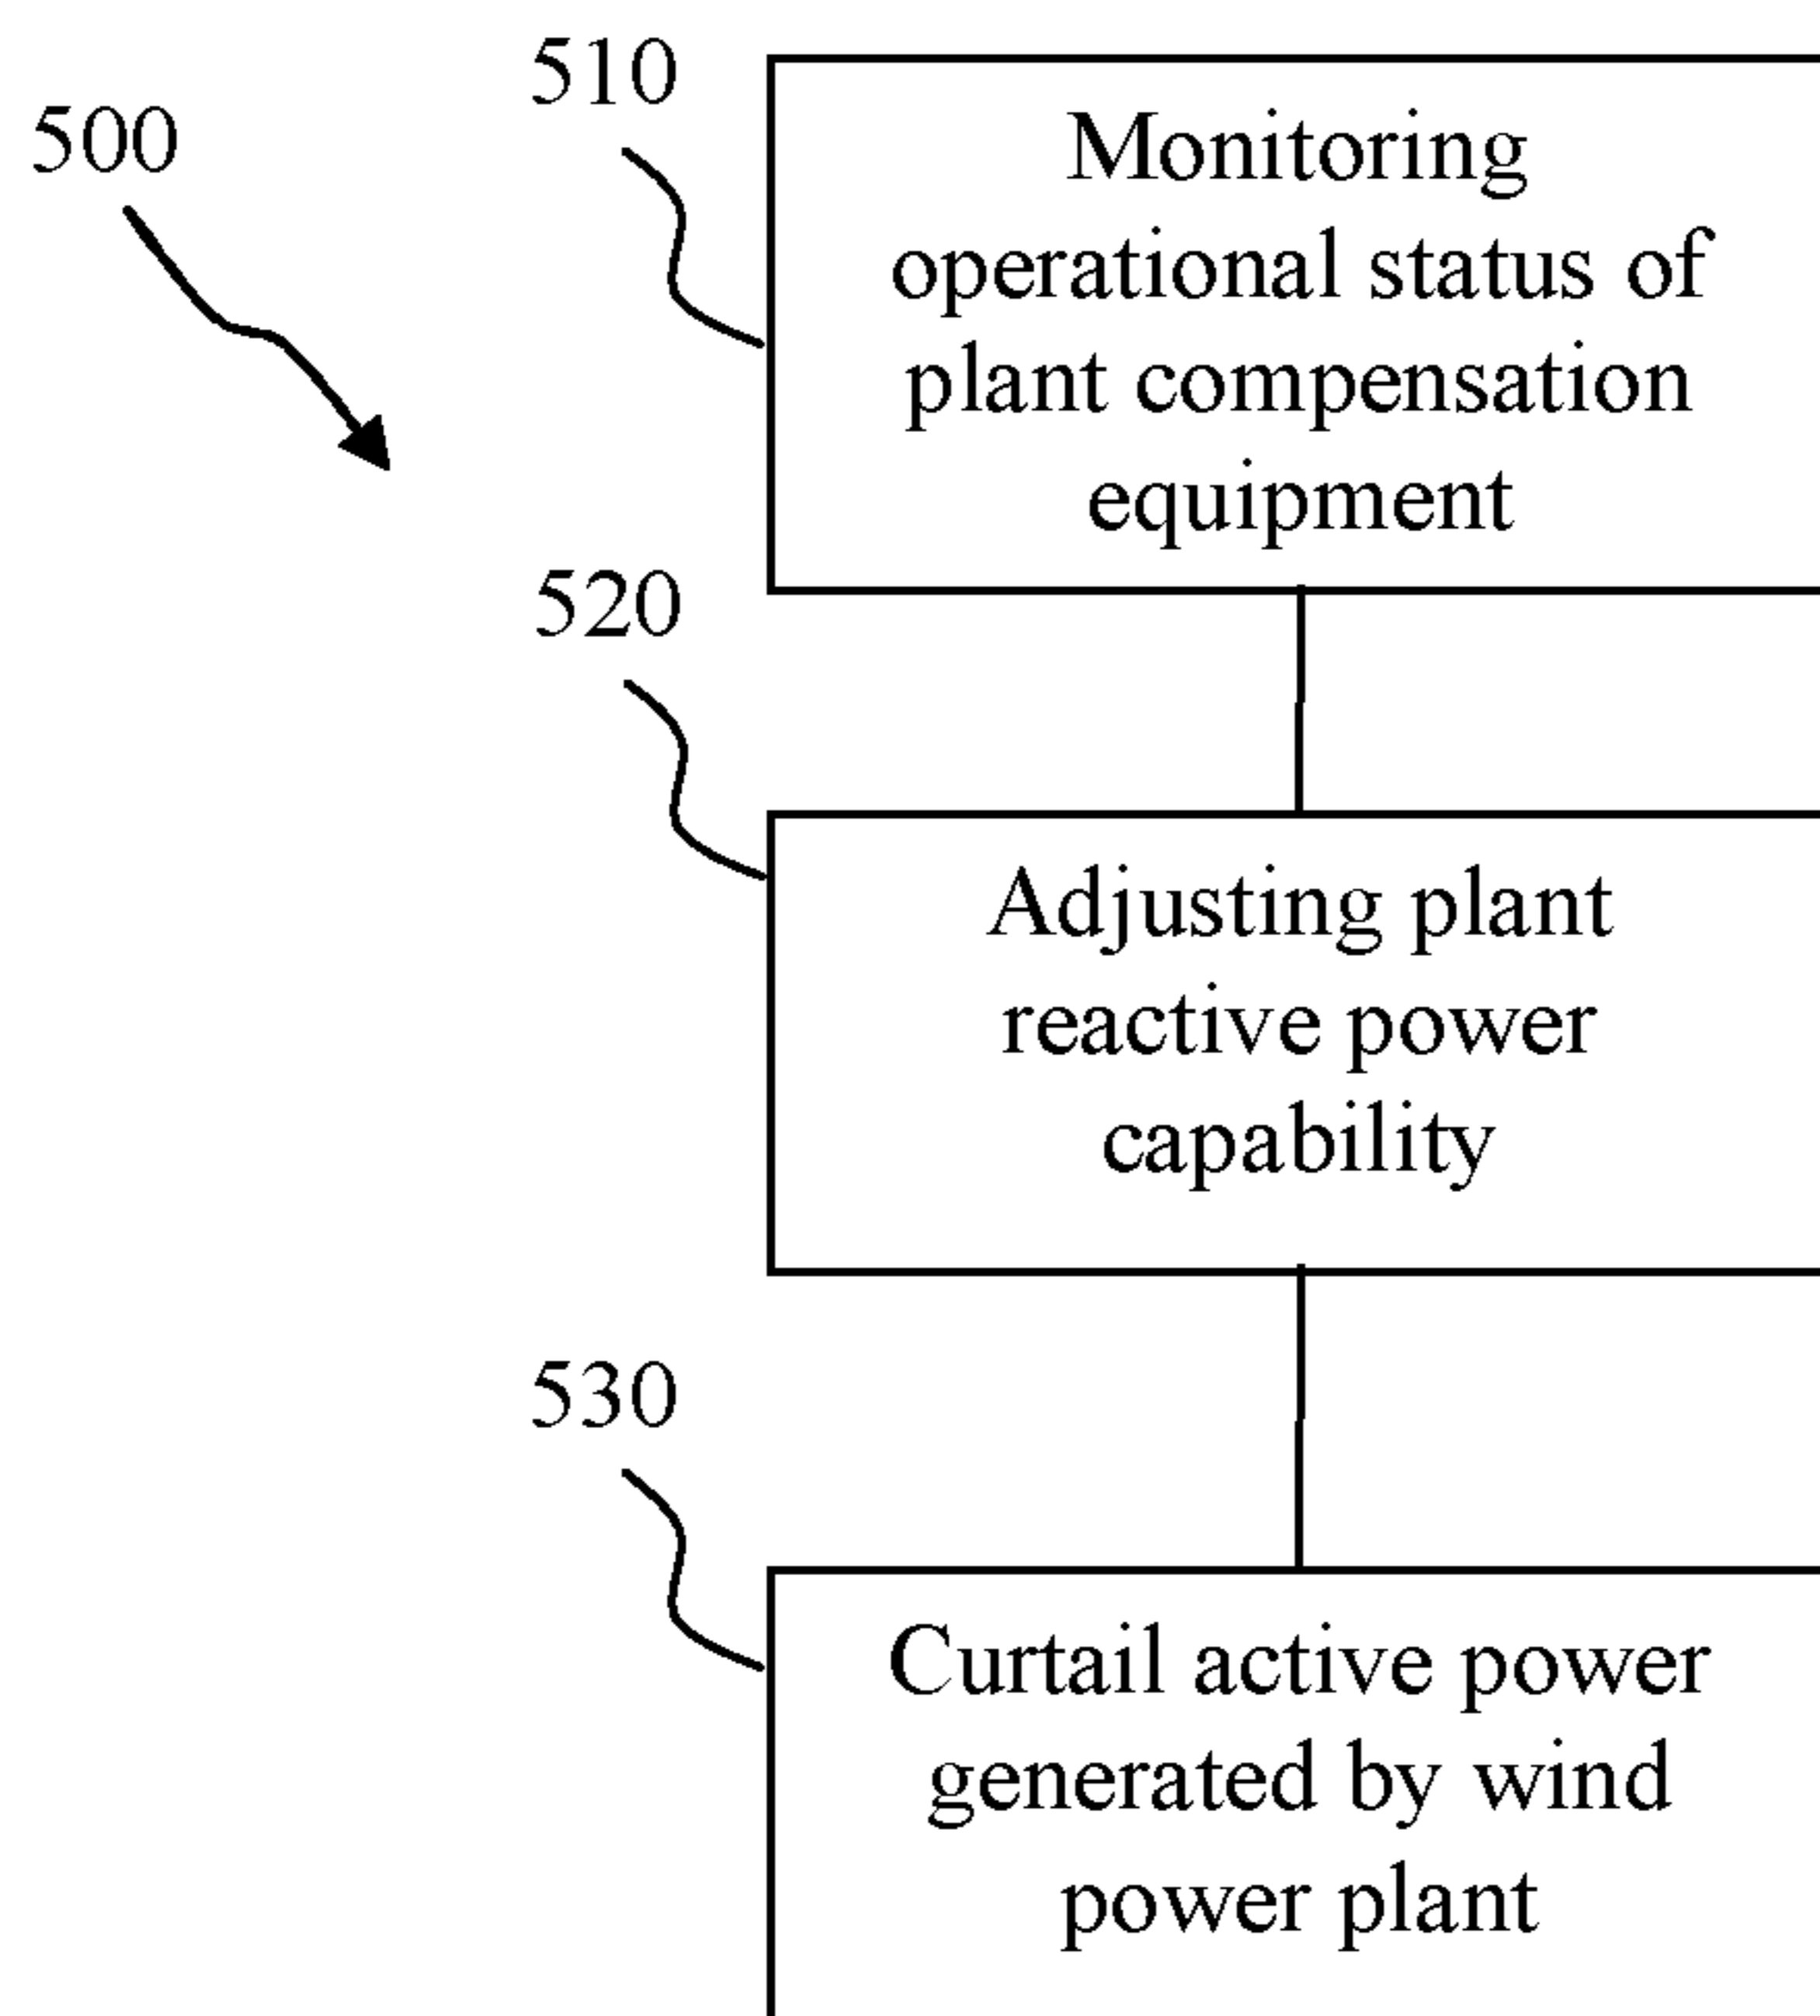 500
510
Monitoring
operational status of
plant compensation
equipment
520
Adjusting plant
reactive power
capability
530
Curtail active power
generated by wind
power plant